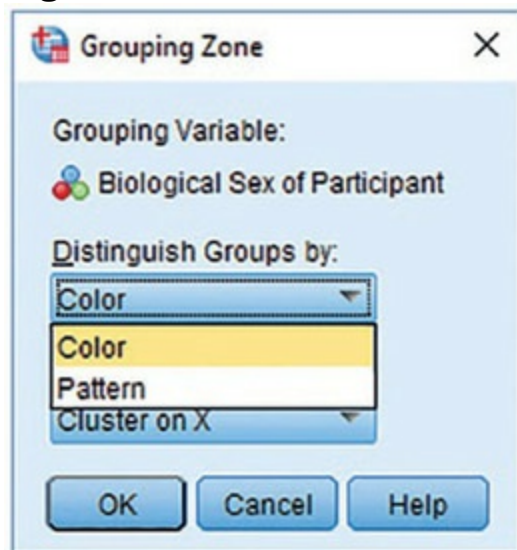 Grouping Zone
Grouping Variable:
Biological Sex of Participant
Distinguish Groups by:
Color
Color
Pattern
Cluster on X
OK Cancel Help